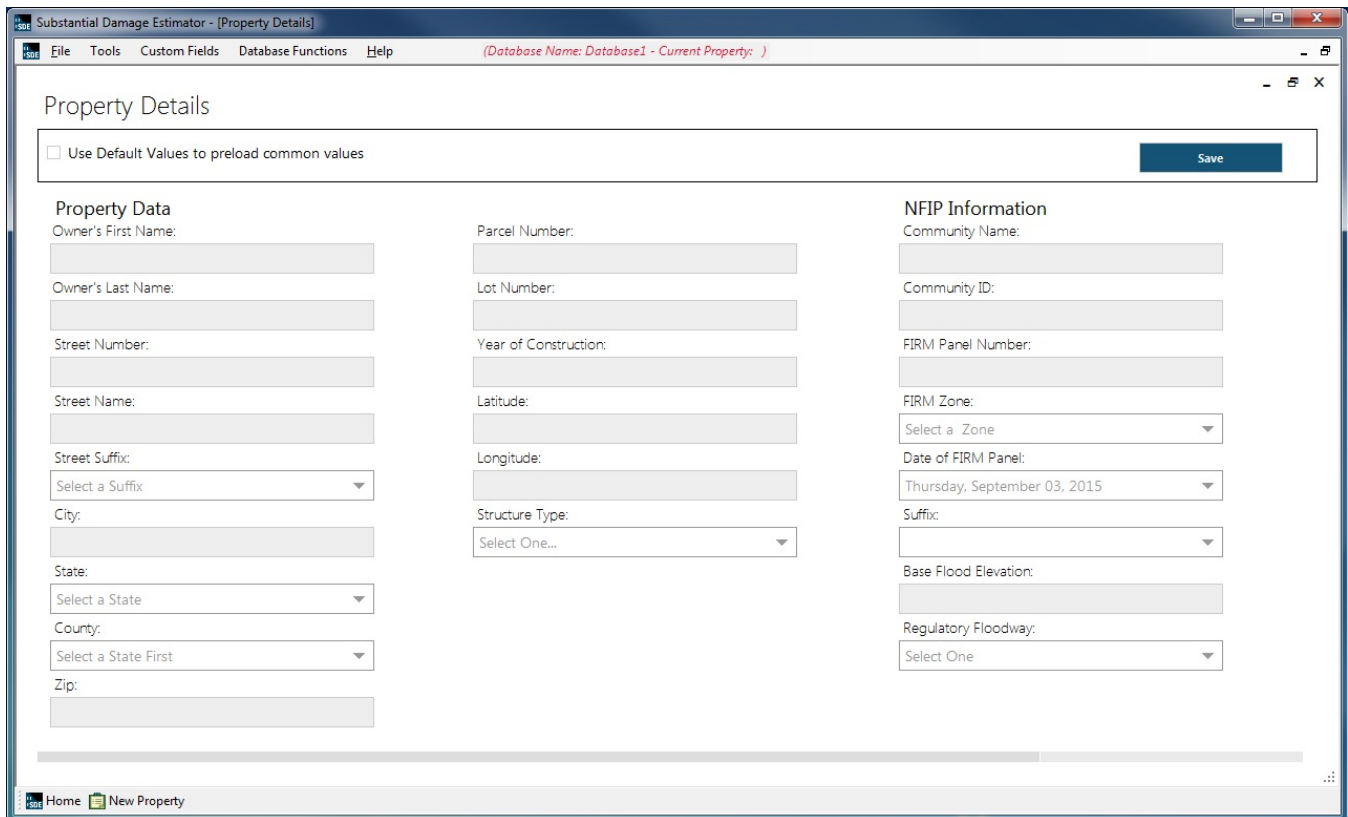 Substantial Damage Estimator - [Property Details]
SDE File Tools Custom Fields Database Functions Help (Database Name: Database1 - Current Property: )
Property Details
Use Default Values to preload common values
Save
Property Data
Owner's First Name:
Owner's Last Name:
Street Number:
Street Name:
Street Suffix:
Select a Suffix
City:
State:
Select a State
County:
Select a State First
Zip:
Parcel Number:
Lot Number:
Year of Construction:
Latitude:
Longitude:
Structure Type:
Select One...
NFIP Information
Community Name:
Community ID:
FIRM Panel Number:
FIRM Zone:
Select a Zone
Date of FIRM Panel:
Thursday, September 03, 2015
Suffix:
Base Flood Elevation:
Regulatory Floodway:
Select One
SDE Home New Property